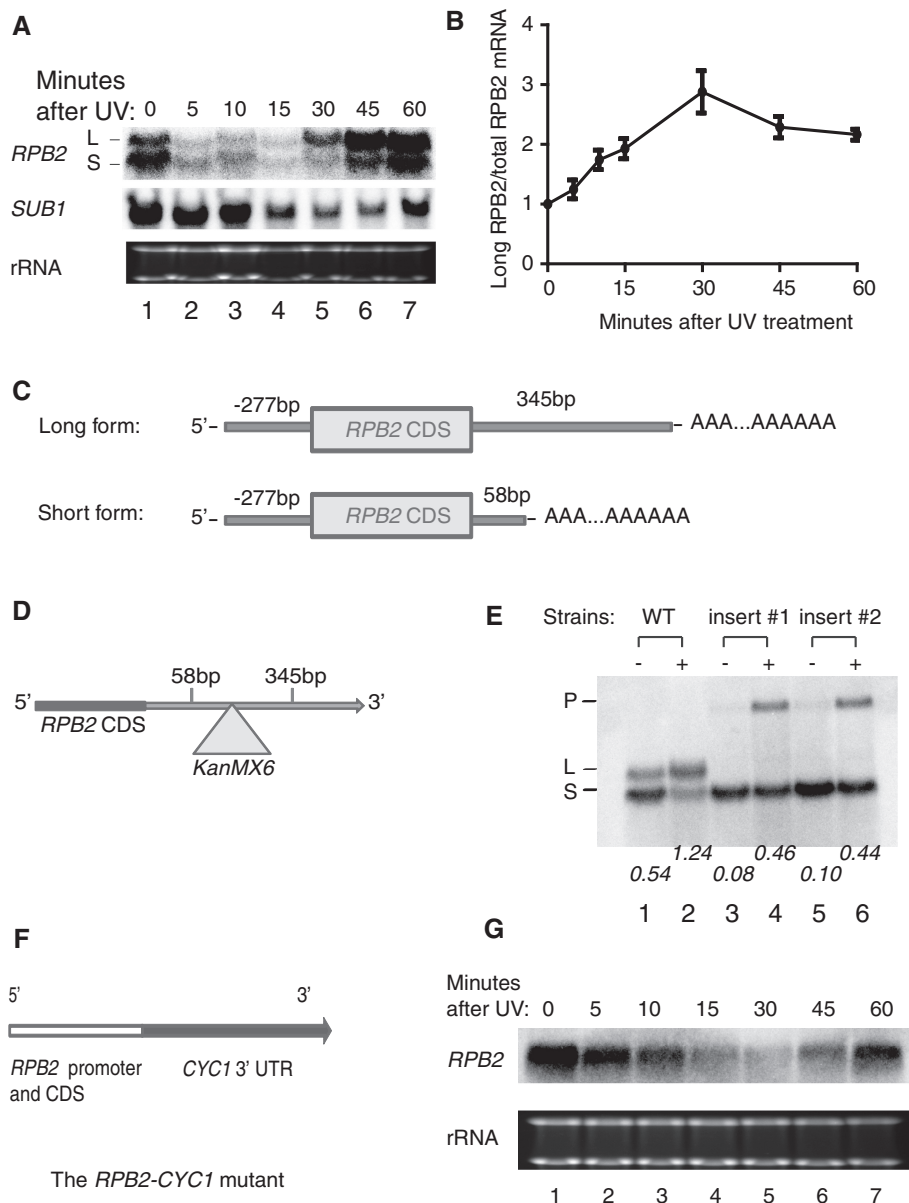 A
Minutes
after UV: 0 5 10 15 30 45 60
L
RPB2
S
SUB1
rRNA
1 2 3 4 5 6 7
B
Long RPB2/total RPB2 mRNA
4
3
2
1
0
0 15 30 45 60
Minutes after UV treatment
C
-277bp 345bp
Long form: 5'– RPB2 CDS – AAA...AAAAAA
-277bp 58bp
Short form: 5'– RPB2 CDS – AAA...AAAAAA
D
58bp 345bp
5' 3'
RPB2 CDS
KanMX6
E
Strains: WT insert #1 insert #2
- + - + - +
P
L
S
1.24 0.46 0.44
0.54 0.08 0.10
1 2 3 4 5 6
F
5' 3'
RPB2 promoter CYC1 3' UTR
and CDS
The RPB2-CYC1 mutant
G
Minutes
after UV: 0 5 10 15 30 45 60
RPB2
rRNA
1 2 3 4 5 6 7